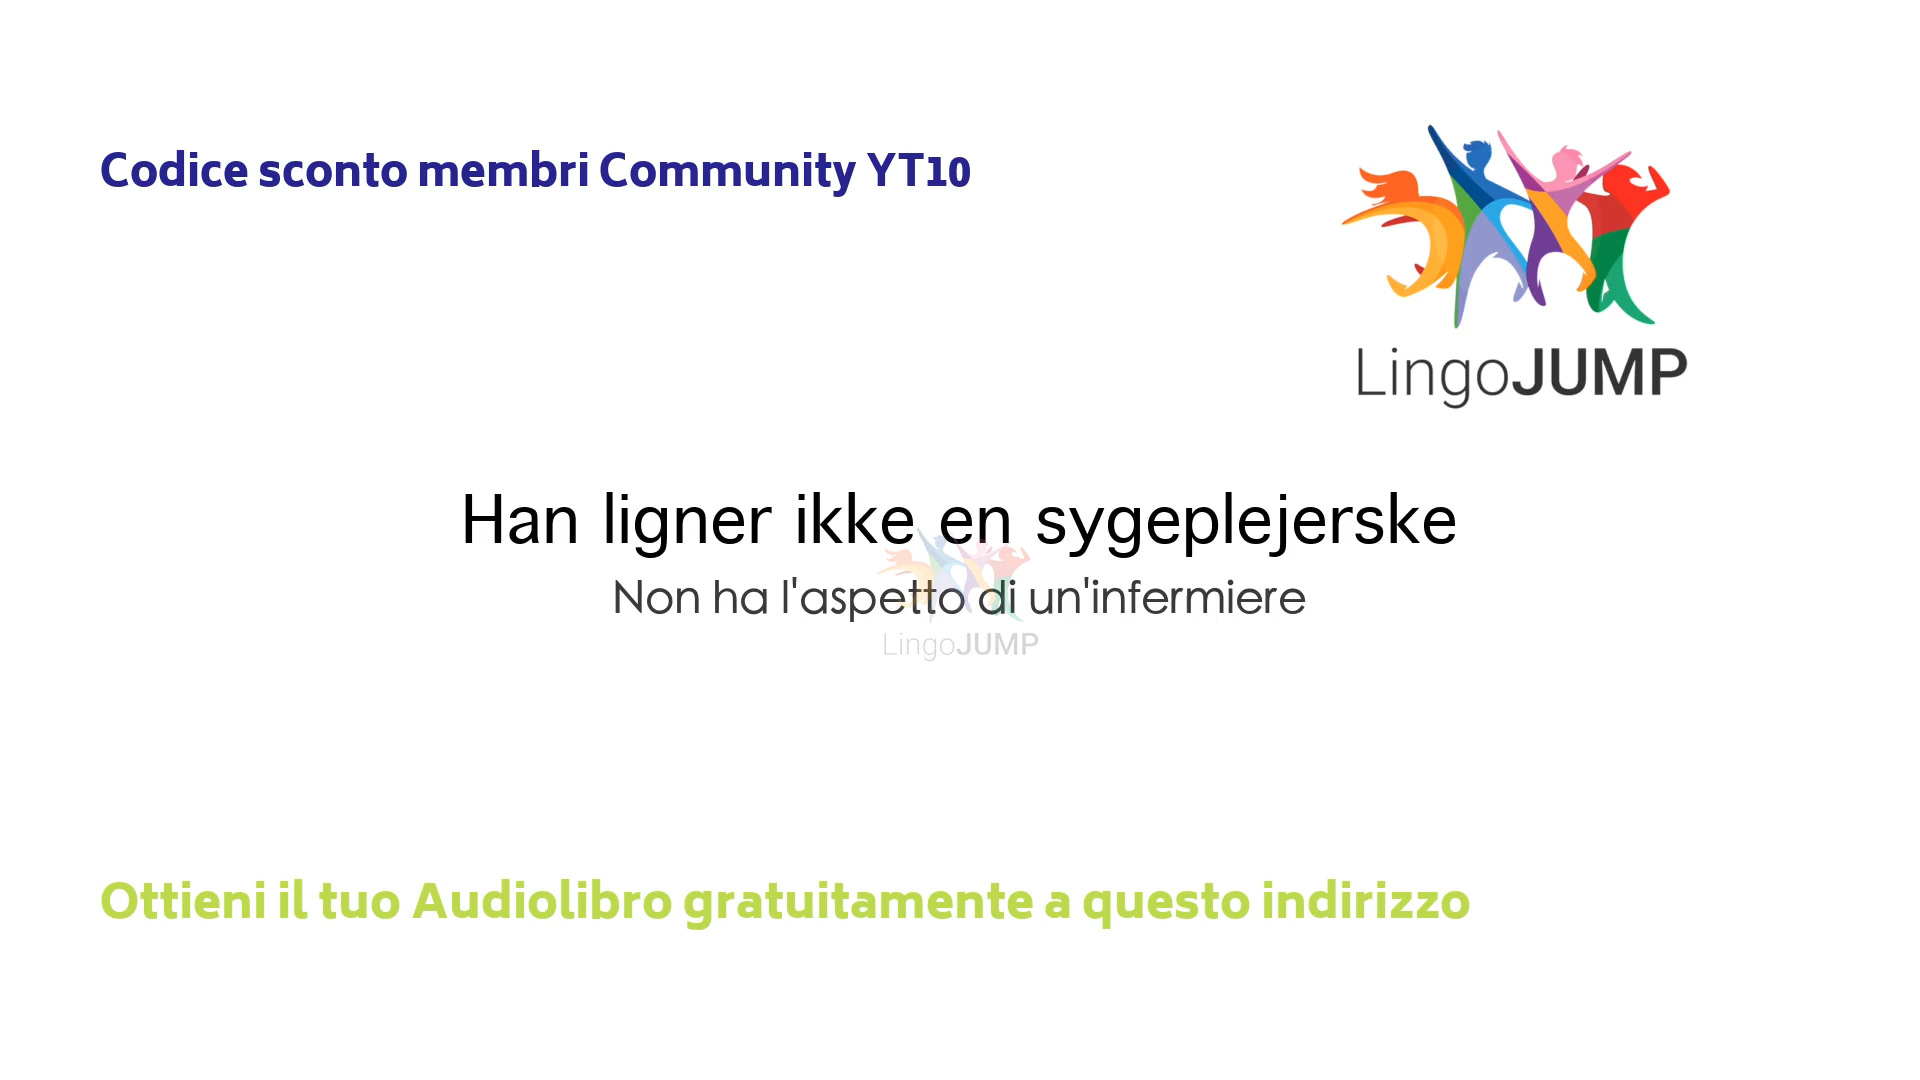 Codice sconto membri Community YT10
LingoJUMP
Han ligner ikke en sygeplejerske
Non ha l'aspetto di un'infermiere
LingoJUMP
Ottieni il tuo Audiolibro gratuitamente a questo indirizzo